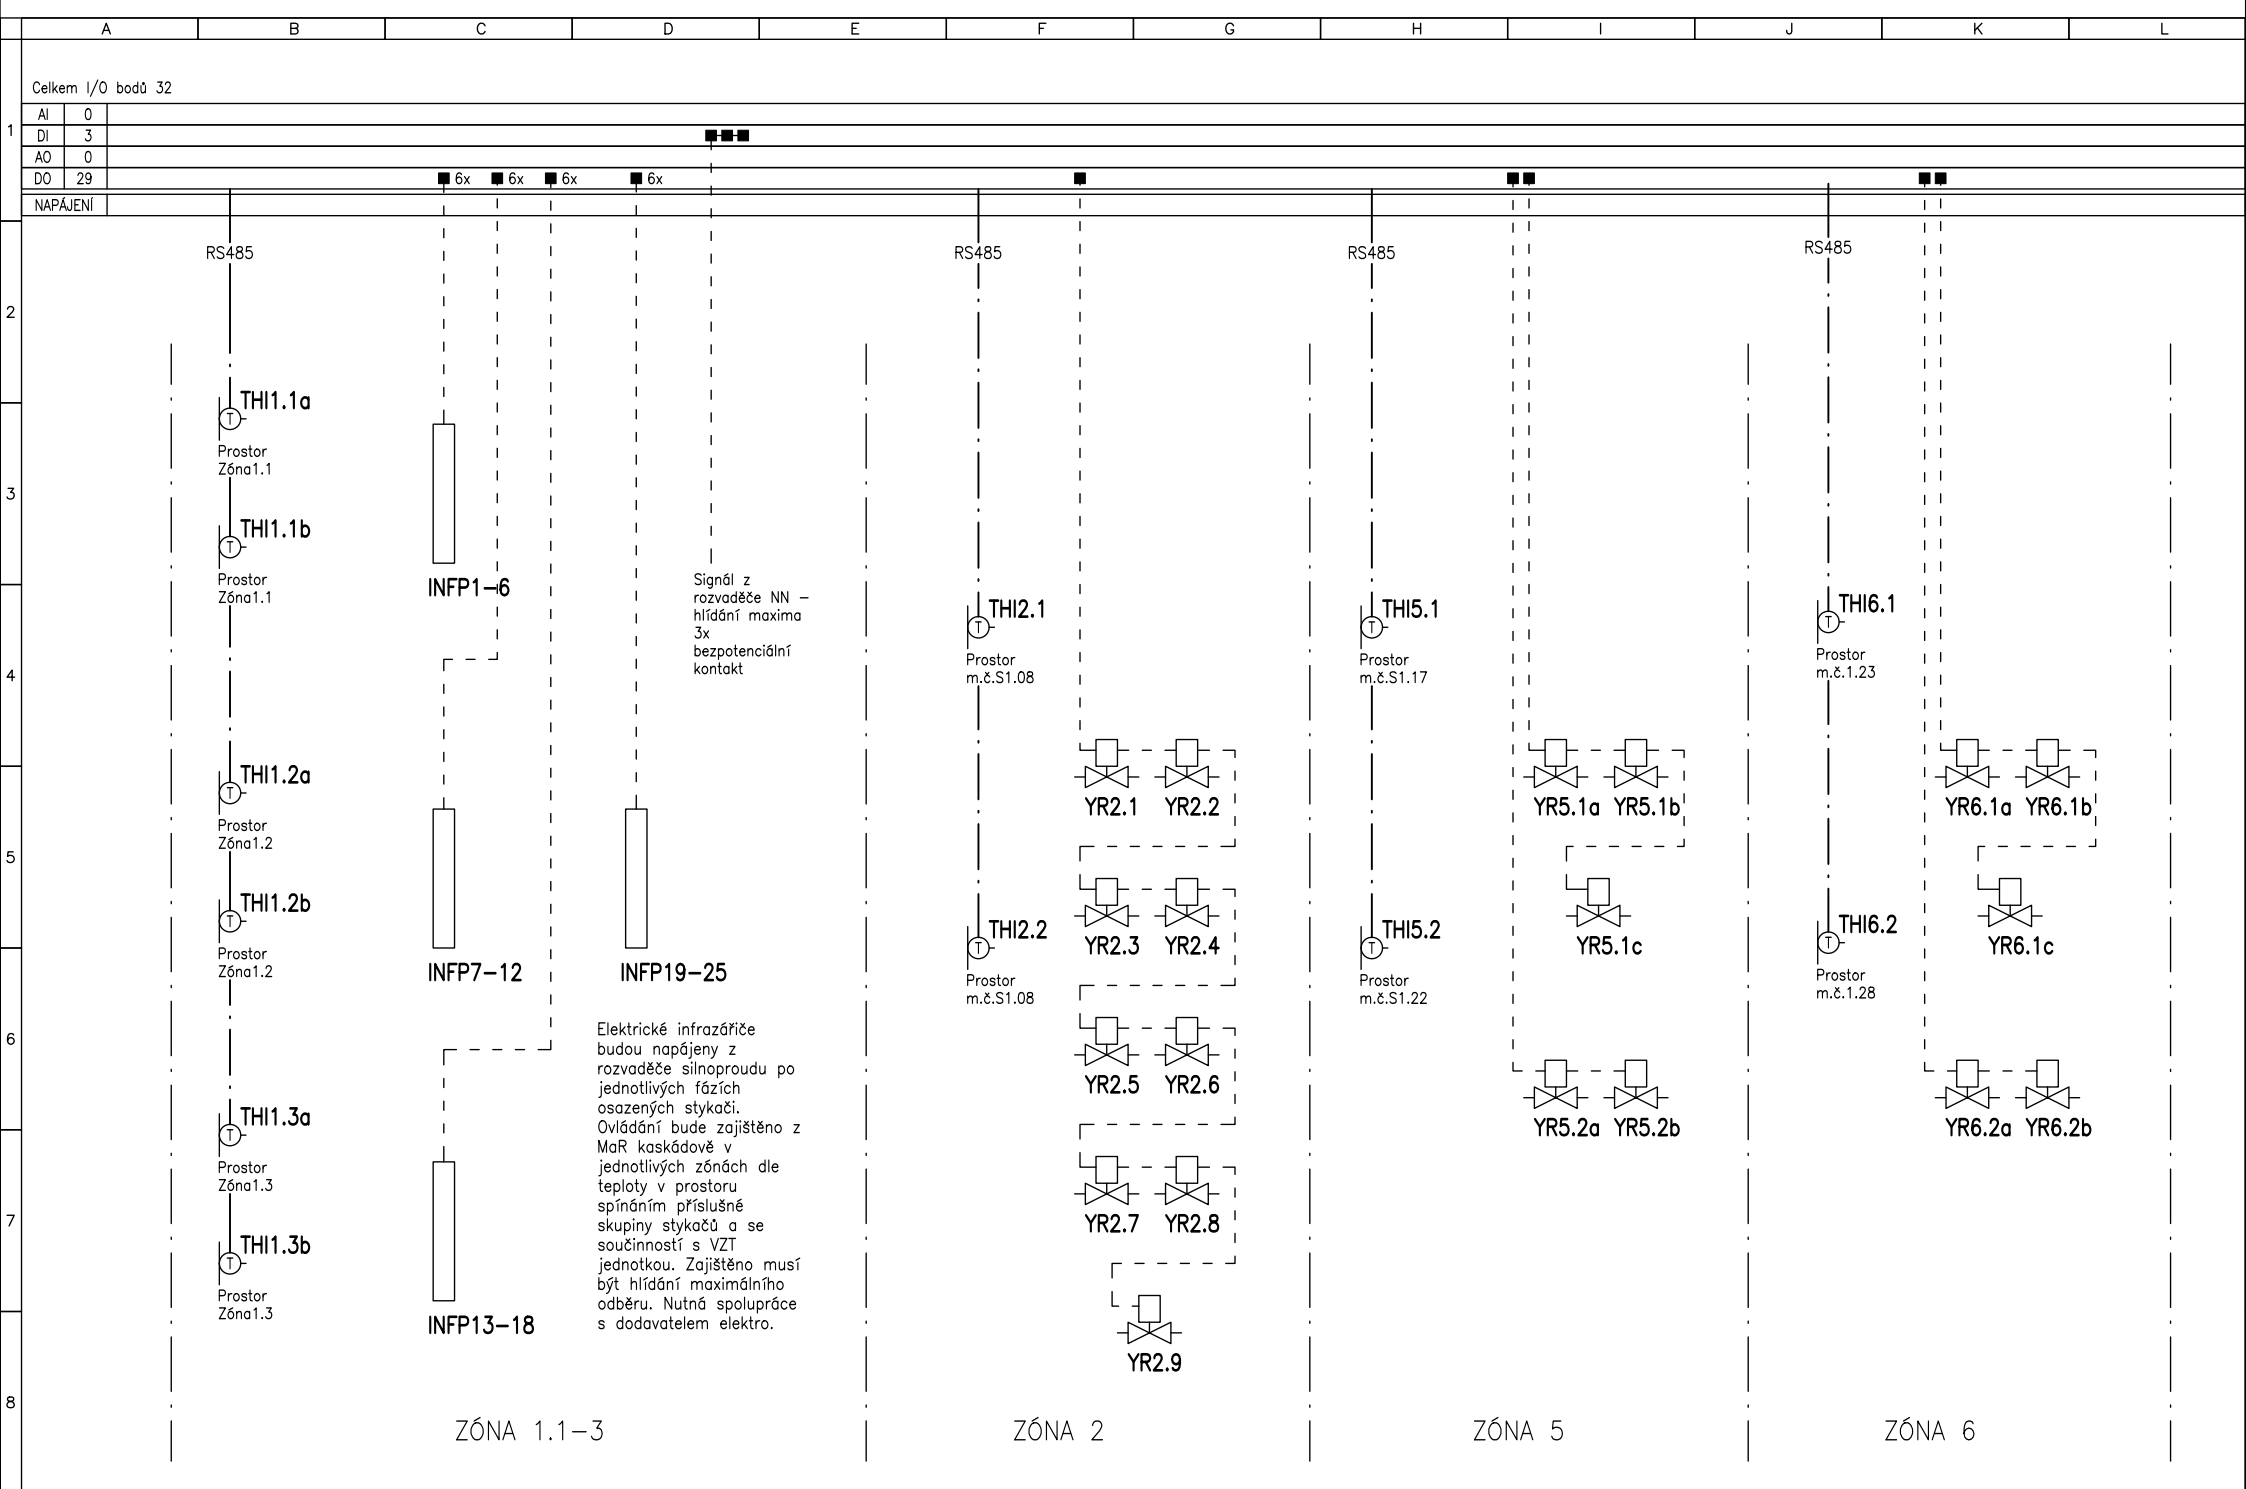 A B C D E F G H I J K L
Celkem I/O bodů 32
1
AI 0
DI 3
AO 0
DO 29 6x 6x 6x 6x
NAPÁJENÍ
RS485 RS485 RS485 RS485
2
THI1.1a
Prostor
Zóna1.1
3
THI1.1b
Prostor
Zóna1.1
INFP1-6
Signál z
rozvaděče NN –
hlídání maxima
3x
bezpotenciální
kontakt
THI2.1
Prostor
m.č.S1.08
THI5.1
Prostor
m.č.S1.17
THI6.1
Prostor
m.č.1.23
4
THI1.2a
Prostor
Zóna1.2
YR2.1 YR2.2
YR5.1a YR5.1b
YR6.1a YR6.1b
5
THI1.2b
Prostor
Zóna1.2
INFP7-12
INFP19-25
THI2.2
Prostor
m.č.S1.08
YR2.3 YR2.4
THI5.2
Prostor
m.č.S1.22
YR5.1c
THI6.2
Prostor
m.č.1.28
YR6.1c
6
Elektrické infrazářiče
budou napájeny z
rozvaděče silnoproudu po
jednotlivých fázích
osazených stykači.
Ovládání bude zajištěno z
MaR kaskádově v
jednotlivých zónách dle
teploty v prostoru
spínáním příslušné
skupiny stykačů a se
součinností s VZT
jednotkou. Zajištěno musí
být hlídání maximálního
odběru. Nutná spolupráce
s dodavatelem elektro.
YR2.5 YR2.6
YR5.2a YR5.2b
YR6.2a YR6.2b
THI1.3a
Prostor
Zóna1.3
7
YR2.7 YR2.8
THI1.3b
Prostor
Zóna1.3
INFP13-18
YR2.9
8
ZÓNA 1.1-3
ZÓNA 2
ZÓNA 5
ZÓNA 6